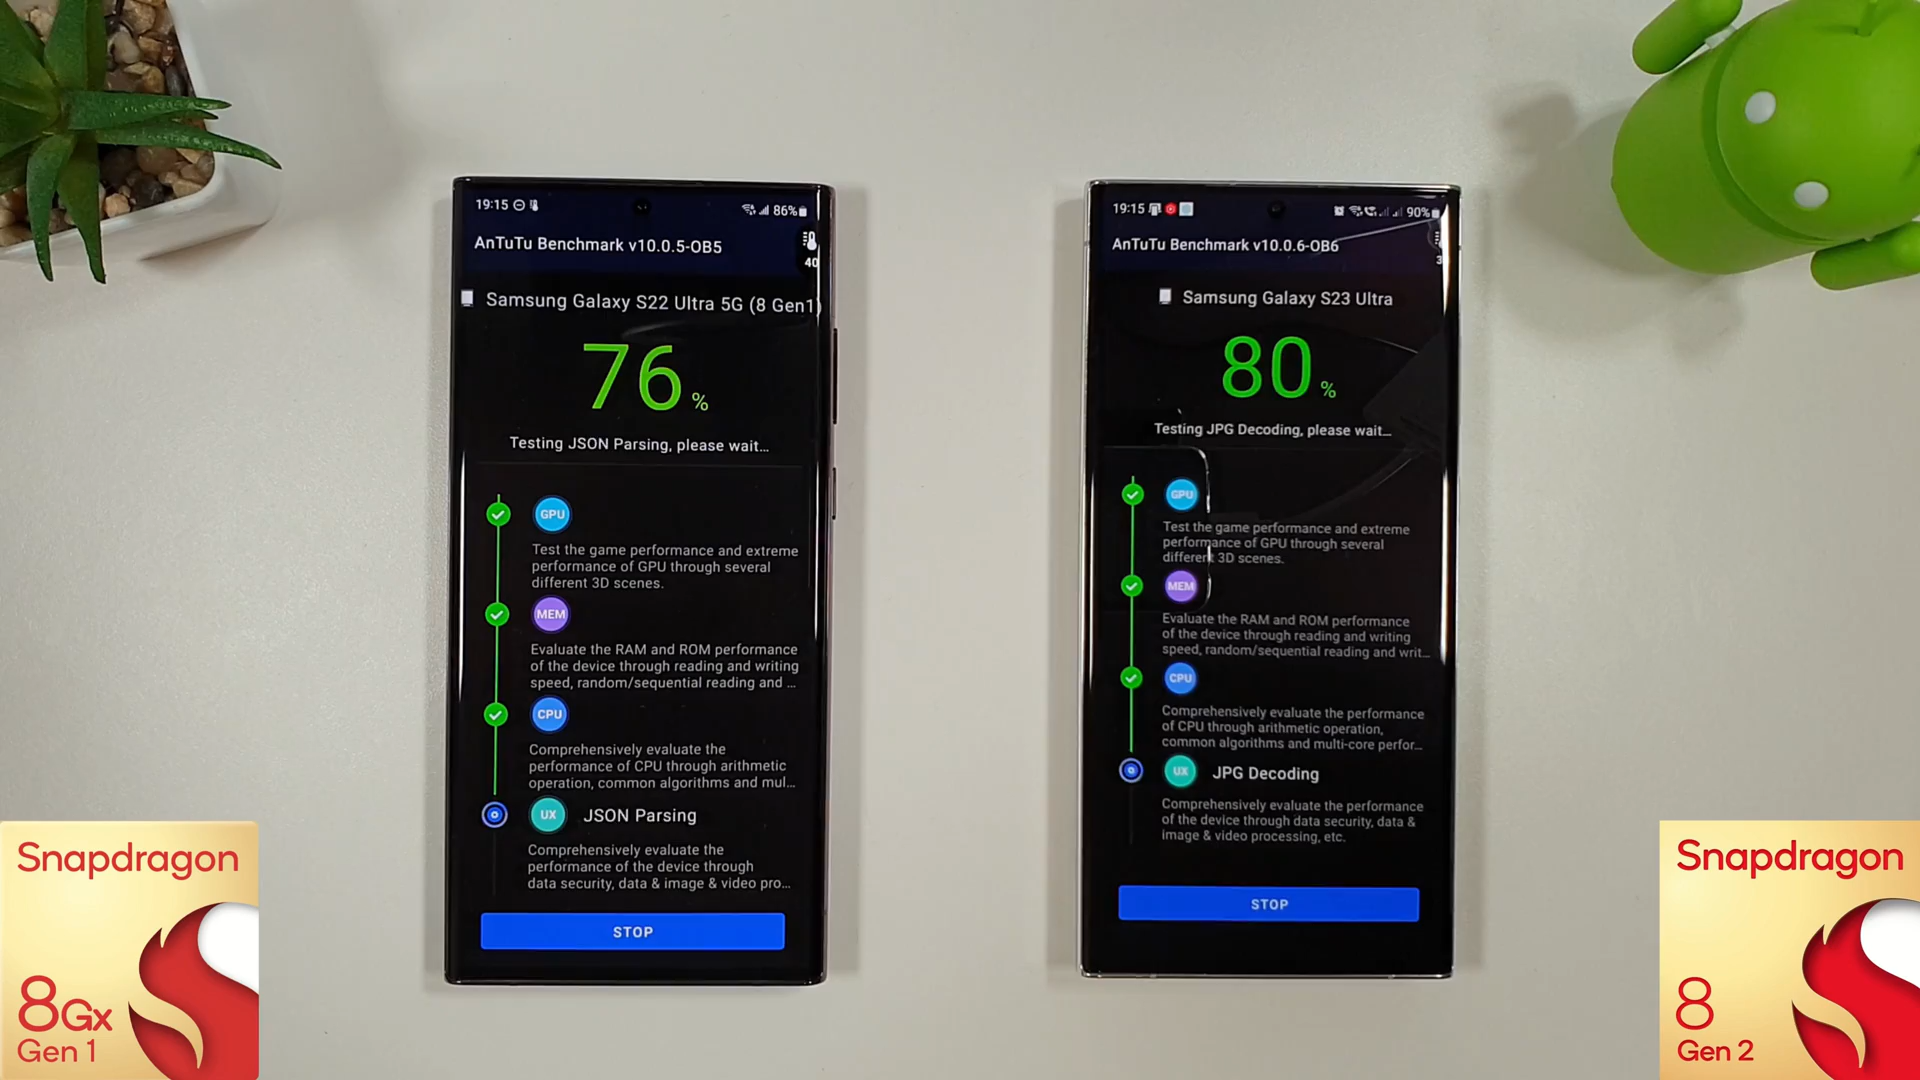 19:15
86%
AnTuTu Benchmark v10.0.5-OB5
40
Samsung Galaxy S22 Ultra 5G (8 Gen1)
76%
Testing JSON Parsing, please wait...
GPU
Test the game performance and extreme
performance of GPU through several
different 3D scenes.
MEM
Evaluate the RAM and ROM performance
of the device through reading and writing
speed, random/sequential reading and ...
CPU
Comprehensively evaluate the
performance of CPU through arithmetic
operation, common algorithms and mul...
UX JSON Parsing
Comprehensively evaluate the
performance of the device through
data security, data & image & video pro...
STOP
19:15
90%
AnTuTu Benchmark v10.0.6-OB6
Samsung Galaxy S23 Ultra
80%
Testing JPG Decoding, please wait...
GPU
Test the game performance and extreme
performance of GPU through several
different 3D scenes.
MEM
Evaluate the RAM and ROM performance
of the device through reading and writing
speed, random/sequential reading and writ...
CPU
Comprehensively evaluate the performance
of CPU through arithmetic operation,
common algorithms and multi-core perfor...
UX JPG Decoding
Comprehensively evaluate the performance
of the device through data security, data &
image & video processing, etc.
STOP
Snapdragon
8Gx
Gen 1
Snapdragon
8
Gen 2